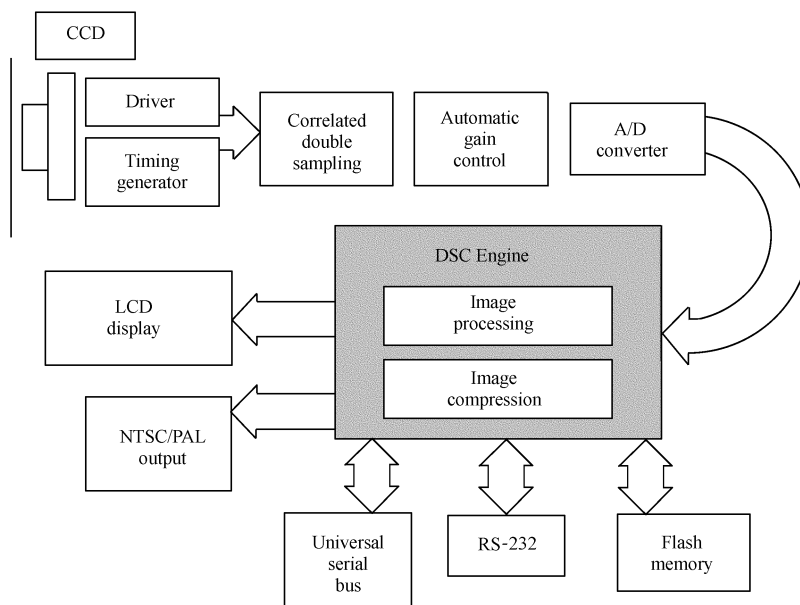 CCD
Driver
Timing
generator
Correlated
double
sampling
Automatic
gain
control
A/D
converter
DSC Engine
Image
processing
Image
compression
LCD
display
NTSC/PAL
output
Universal
serial
bus
RS-232
Flash
memory